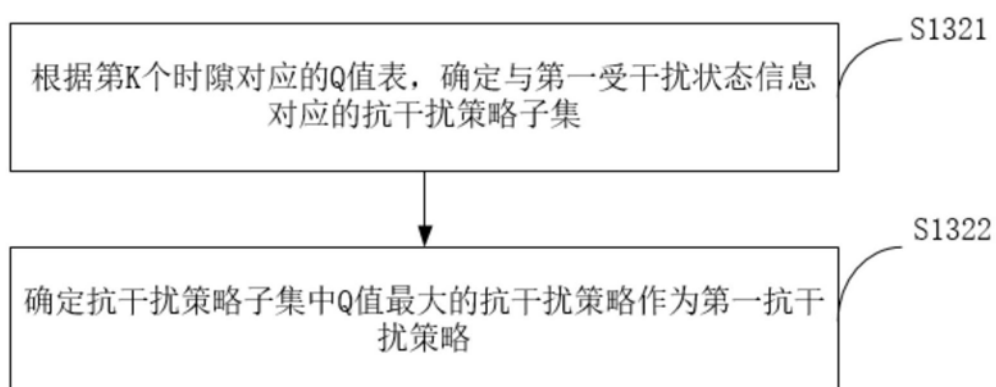 S1321
根据第K个时隙对应的Q值表，确定与第一受干扰状态信息
对应的抗干扰策略子集
S1322
确定抗干扰策略子集中Q值最大的抗干扰策略作为第一抗干
扰策略